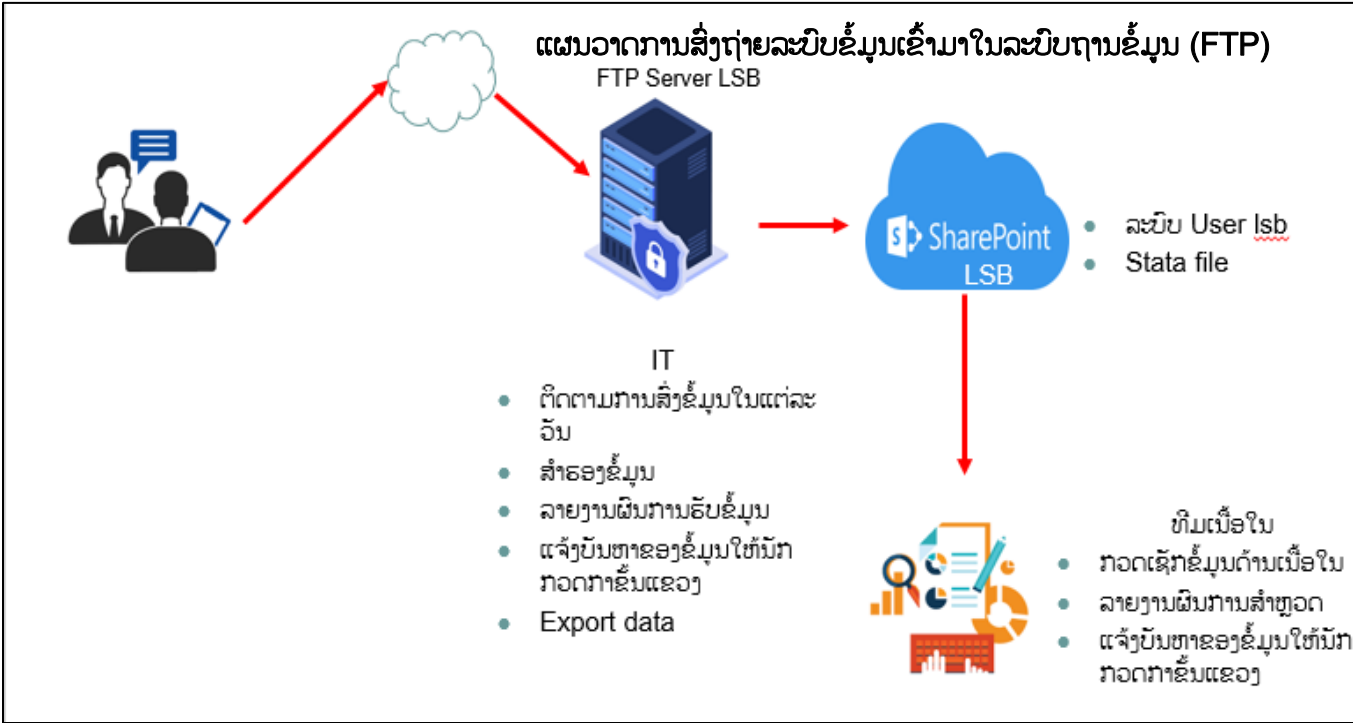 ແຜນວາດການສົ່ງຖ່າຍລະບົບຂໍ້ມູນເຂົ້າມາໃນລະບົບຖານຂໍ້ມູນ (FTP)
FTP Server LSB
SharePoint
LSB
• ລະບົບ User lsb
• Stata file
IT
• ຕິດຕາມການສົ່ງຂໍ້ມູນໃນແຕ່ລະ
ວັນ
• ສຳຮອງຂໍ້ມູນ
• ລາຍງານຜົນການຮັບຂໍ້ມູນ
• ແຈ້ງບັນຫາຂອງຂໍ້ມູນໃຫ້ນັກ
ກວດກາຂັ້ນແຂວງ
• Export data
ທີມເນື້ອໃນ
• ກວດເຊັກຂໍ້ມູນດ້ານເນື້ອໃນ
• ລາຍງານຜົນການສຳຫຼວດ
• ແຈ້ງບັນຫາຂອງຂໍ້ມູນໃຫ້ນັກ
ກວດກາຂັ້ນແຂວງ